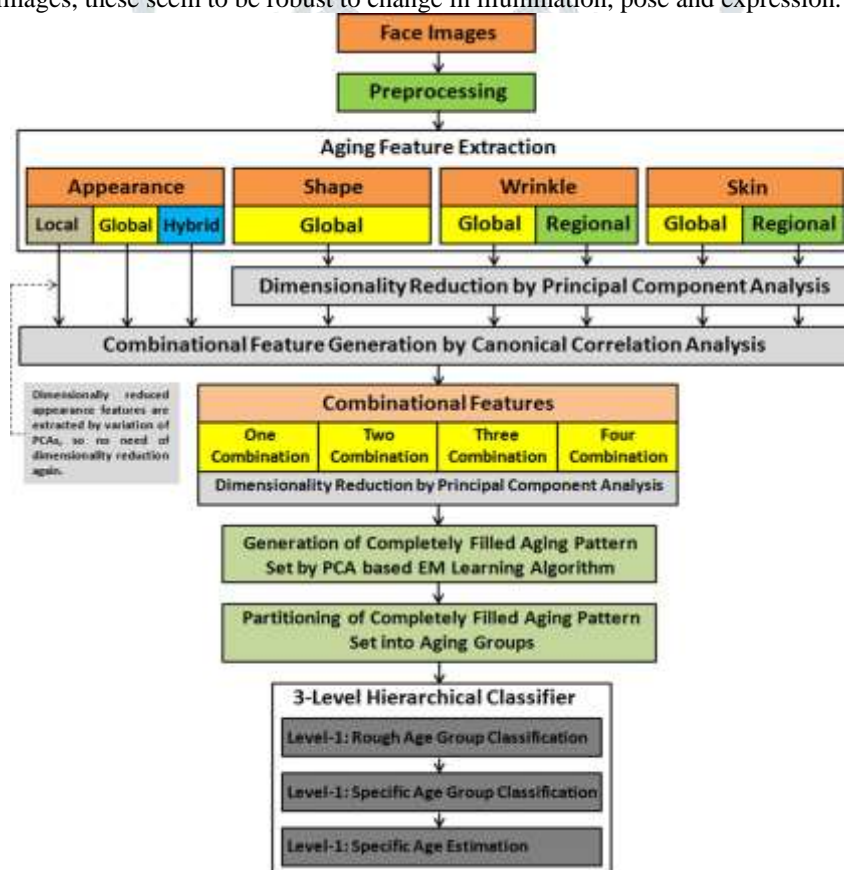 images, these seem to be robust to change in illumination, pose and expression.
Face Images
Preprocessing
Aging Feature Extraction
Appearance
Shape
Wrinkle
Skin
Local
Global
Hybrid
Global
Global
Regional
Global
Regional
Dimensionality Reduction by Principal Component Analysis
Combinational Feature Generation by Canonical Correlation Analysis
Dimensionally reduced
appearance features are
extracted by variation of
PCAs, so no need of
dimensionality reduction
again.
Combinational Features
One
Combination
Two
Combination
Three
Combination
Four
Combination
Dimensionality Reduction by Principal Component Analysis
Generation of Completely Filled Aging Pattern
Set by PCA based EM Learning Algorithm
Partitioning of Completely Filled Aging Pattern
Set into Aging Groups
3-Level Hierarchical Classifier
Level-1: Rough Age Group Classification
Level-1: Specific Age Group Classification
Level-1: Specific Age Estimation